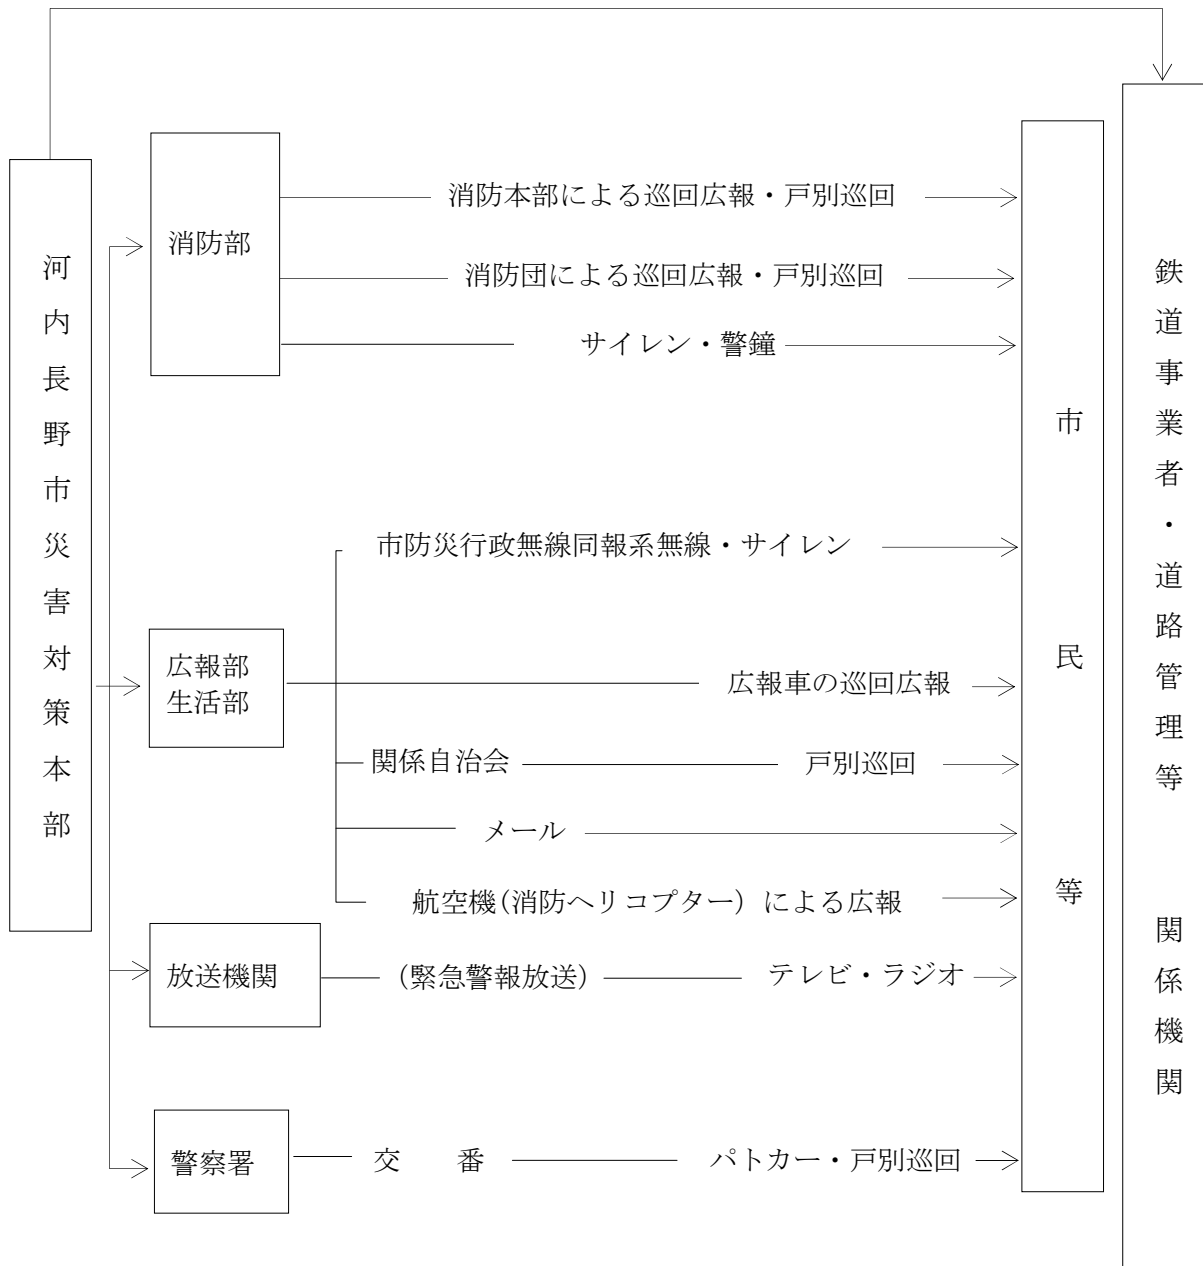 河内長野市災害対策本部
消防部
消防本部による巡回広報・戸別巡回
消防団による巡回広報・戸別巡回
サイレン・警鐘
広報部
生活部
市防災行政無線同報系無線・サイレン
広報車の巡回広報
関係自治会
戸別巡回
メール
航空機(消防ヘリコプター)による広報
放送機関
(緊急警報放送)
テレビ・ラジオ
警察署
交　番
パトカー・戸別巡回
市民等
鉄道事業者・道路管理等　関係機関